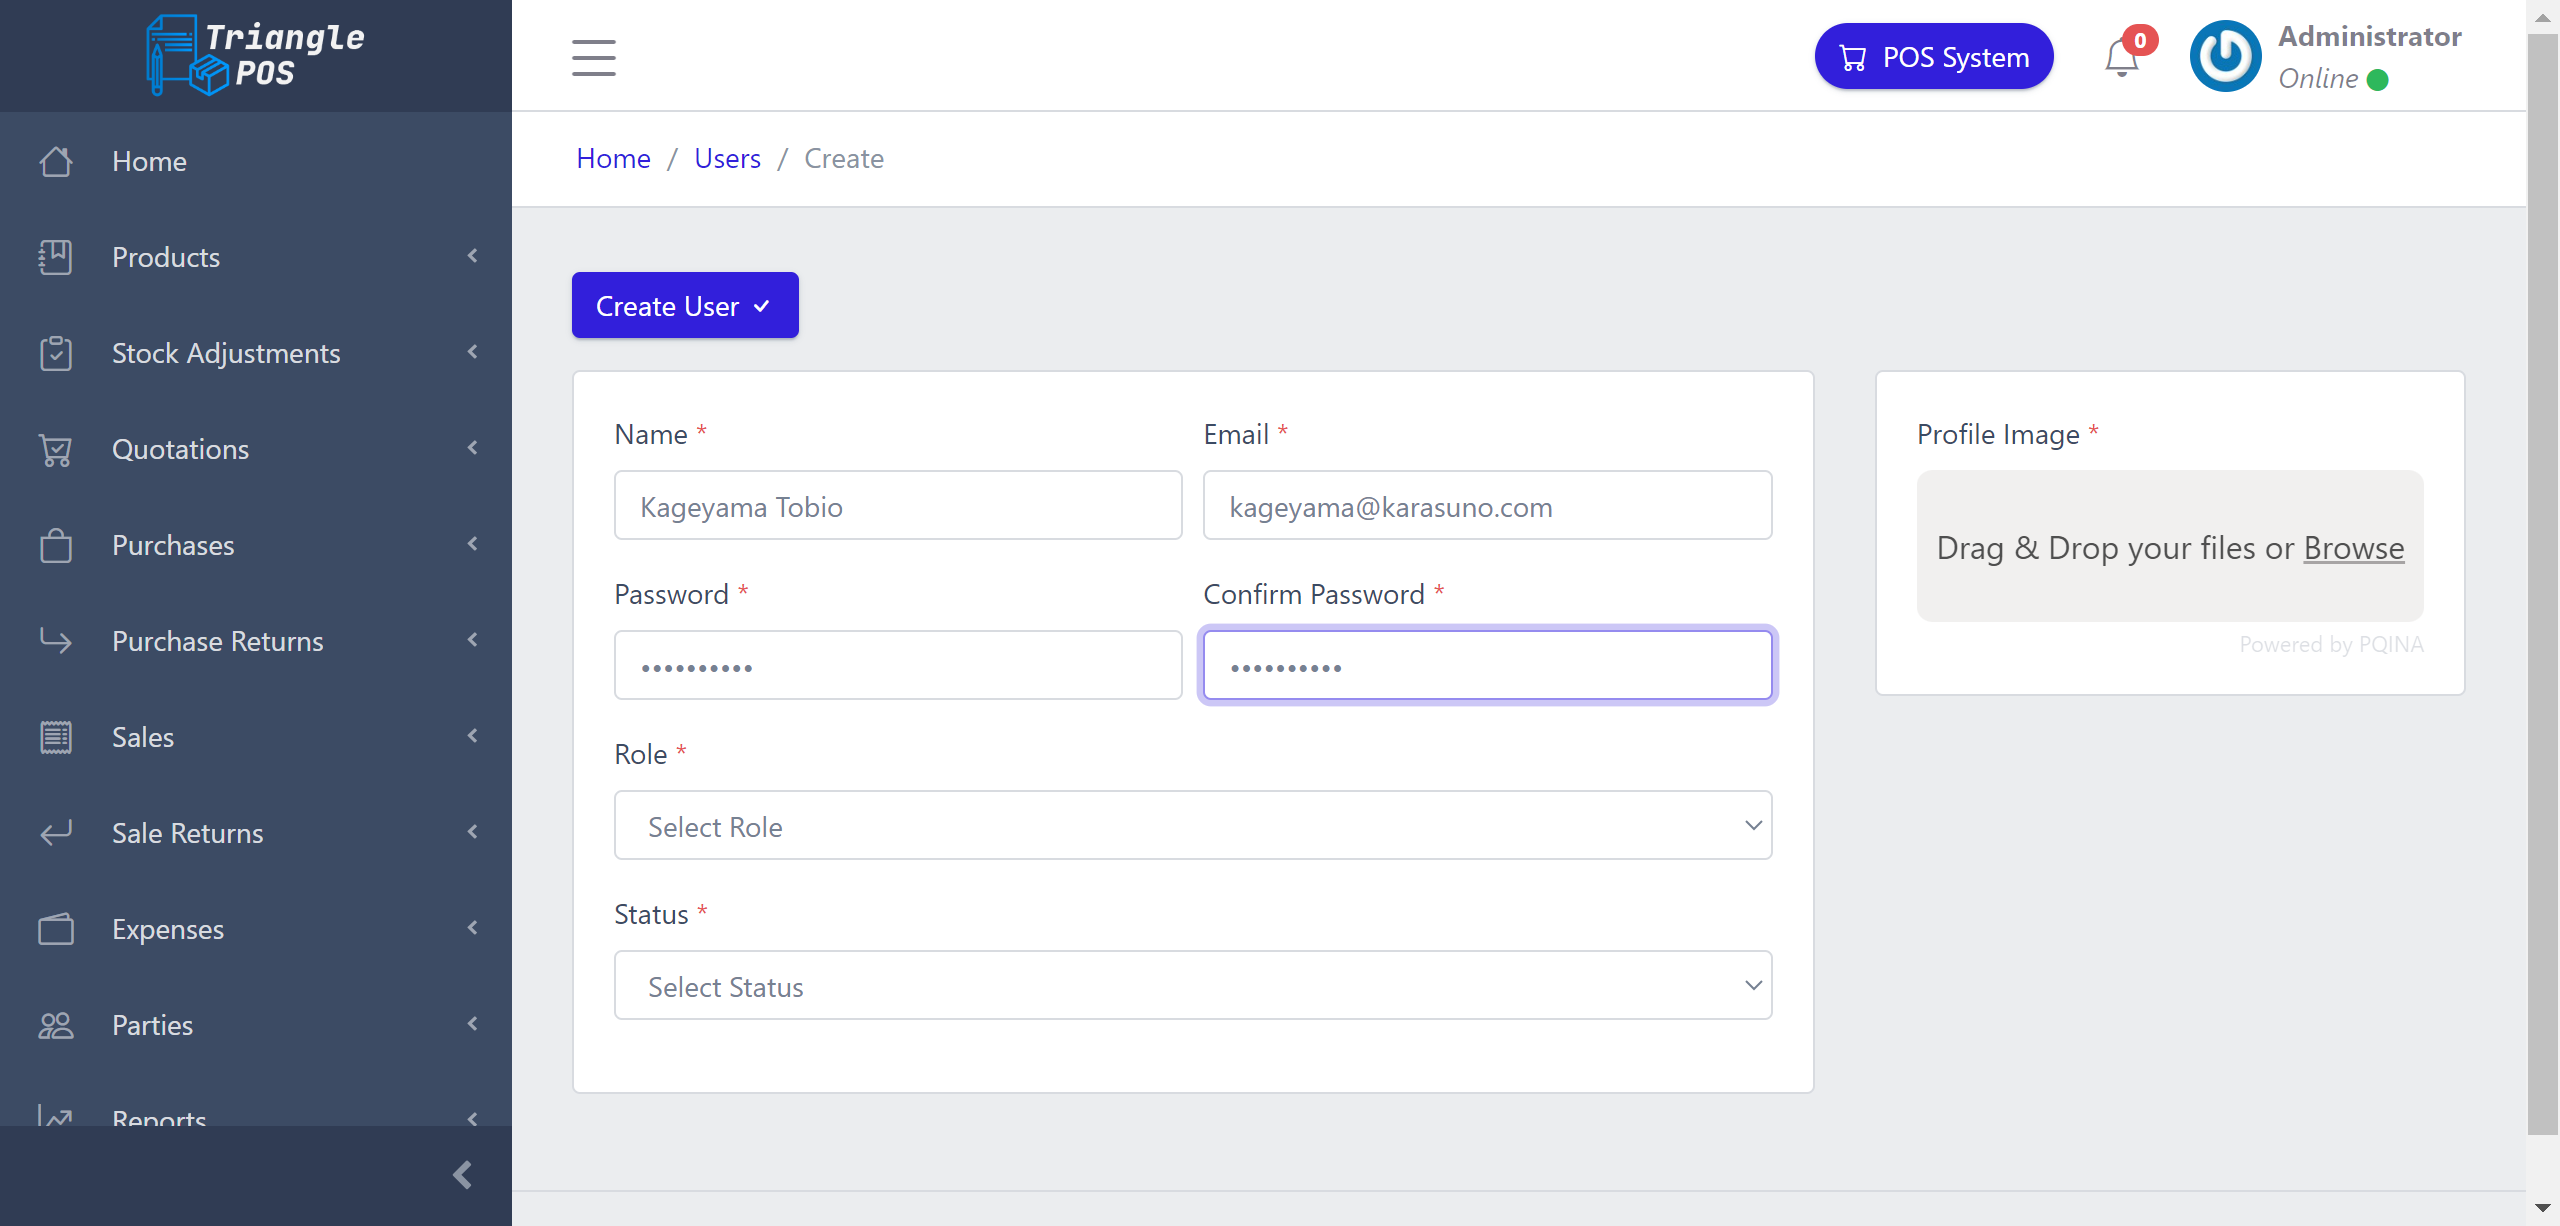 Triangle
POS
Home
Products
Stock Adjustments
Quotations
Purchases
Purchase Returns
Sales
Sale Returns
Expenses
Parties
Reports
POS System
0
Administrator
Online
Home / Users / Create
Create User
Name *
Kageyama Tobio
Email *
kageyama@karasuno.com
Password *
••••••••••
Confirm Password *
••••••••••
Role *
Select Role
Status *
Select Status
Profile Image *
Drag & Drop your files or Browse
Powered by PQINA